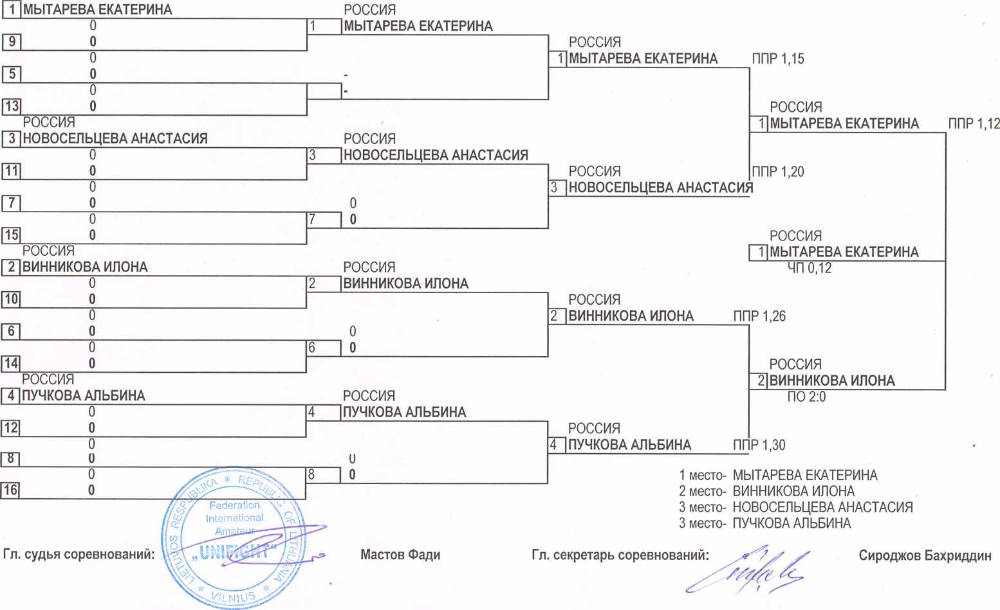 1 МЫТАРЕВА ЕКАТЕРИНА
0
9 0
0
5 0
0
13 0
РОССИЯ
3 НОВОСЕЛЬЦЕВА АНАСТАСИЯ
0
11 0
0
7 0
0
15 0
РОССИЯ
2 ВИННИКОВА ИЛОНА
0
10 0
0
6 0
0
14 0
РОССИЯ
4 ПУЧКОВА АЛЬБИНА
0
12 0
0
8 0
0
16 0
РОССИЯ
1 МЫТАРЕВА ЕКАТЕРИНА
-
-
РОССИЯ
3 НОВОСЕЛЬЦЕВА АНАСТАСИЯ
0
7 0
РОССИЯ
2 ВИННИКОВА ИЛОНА
0
6 0
РОССИЯ
4 ПУЧКОВА АЛЬБИНА
0
8 0
РОССИЯ
1 МЫТАРЕВА ЕКАТЕРИНА ППР 1,15
РОССИЯ ППР 1,20
3 НОВОСЕЛЬЦЕВА АНАСТАСИЯ
РОССИЯ
2 ВИННИКОВА ИЛОНА ППР 1,26
РОССИЯ
4 ПУЧКОВА АЛЬБИНА ППР 1,30
РОССИЯ
1 МЫТАРЕВА ЕКАТЕРИНА ППР 1,12
РОССИЯ
1 МЫТАРЕВА ЕКАТЕРИНА
ЧП 0,12
РОССИЯ
2 ВИННИКОВА ИЛОНА
ПО 2:0
1 место- МЫТАРЕВА ЕКАТЕРИНА
2 место- ВИННИКОВА ИЛОНА
3 место- НОВОСЕЛЬЦЕВА АНАСТАСИЯ
3 место- ПУЧКОВА АЛЬБИНА
LIETUVOS RESPUBLIKA * REPUBLIC OF LITHUANIA * VILNIUS *
Federation
International
Amateur
„UNIFIGHT“
Гл. судья соревнований: Мастов Фади Гл. секретарь соревнований: Сироджов Бахриддин